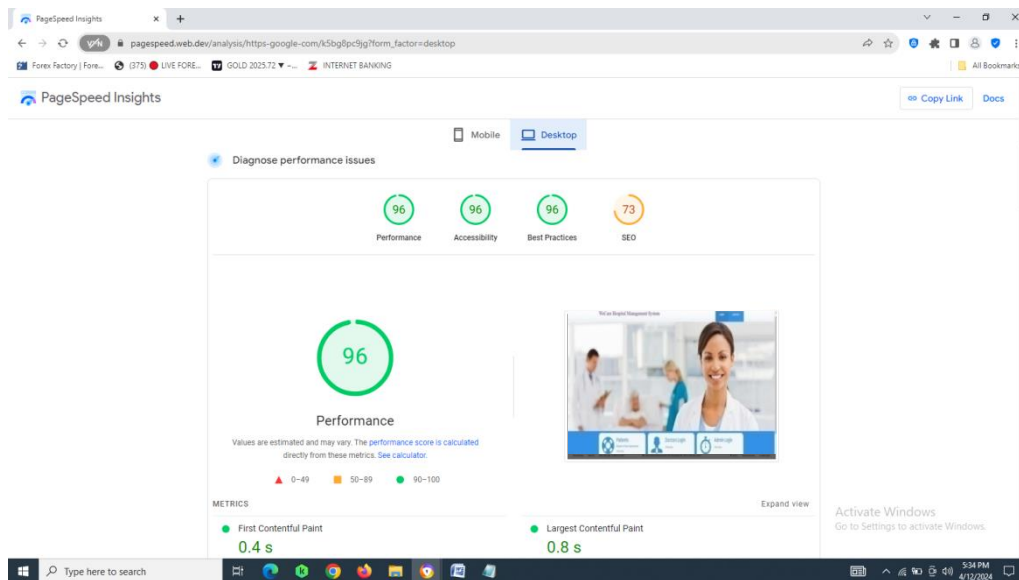 PageSpeed Insights
VPN
pagespeed.web.dev/analysis/https-google-com/k5bg8pc9jg?form_factor=desktop
Forex Factory | Fore... (375) LIVE FORE... GOLD 2025.72 ▼ –... INTERNET BANKING All Bookmarks
PageSpeed Insights Copy Link Docs
Mobile Desktop
Diagnose performance issues
96 96 96 73
Performance Accessibility Best Practices SEO
96
Performance
Values are estimated and may vary. The performance score is calculated
directly from these metrics. See calculator.
0–49 50–89 90–100
METRICS Expand view
First Contentful Paint Largest Contentful Paint
0.4 s 0.8 s
Activate Windows
Go to Settings to activate Windows.
Type here to search
5:34 PM
4/12/2024